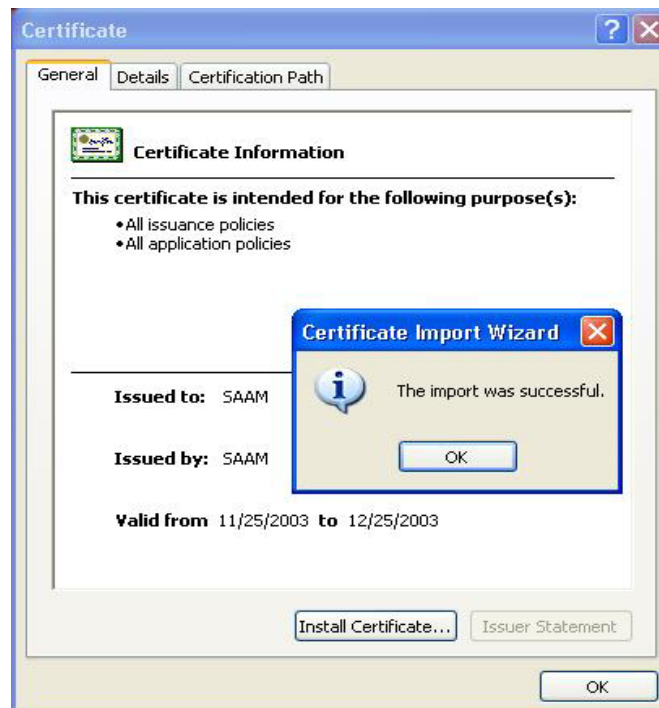 Certificate
General
Details
Certification Path
Certificate Information
This certificate is intended for the following purpose(s):
•All issuance policies
•All application policies
Certificate Import Wizard
The import was successful.
OK
Issued to: SAAM
Issued by: SAAM
Valid from 11/25/2003 to 12/25/2003
Install Certificate...
Issuer Statement
OK